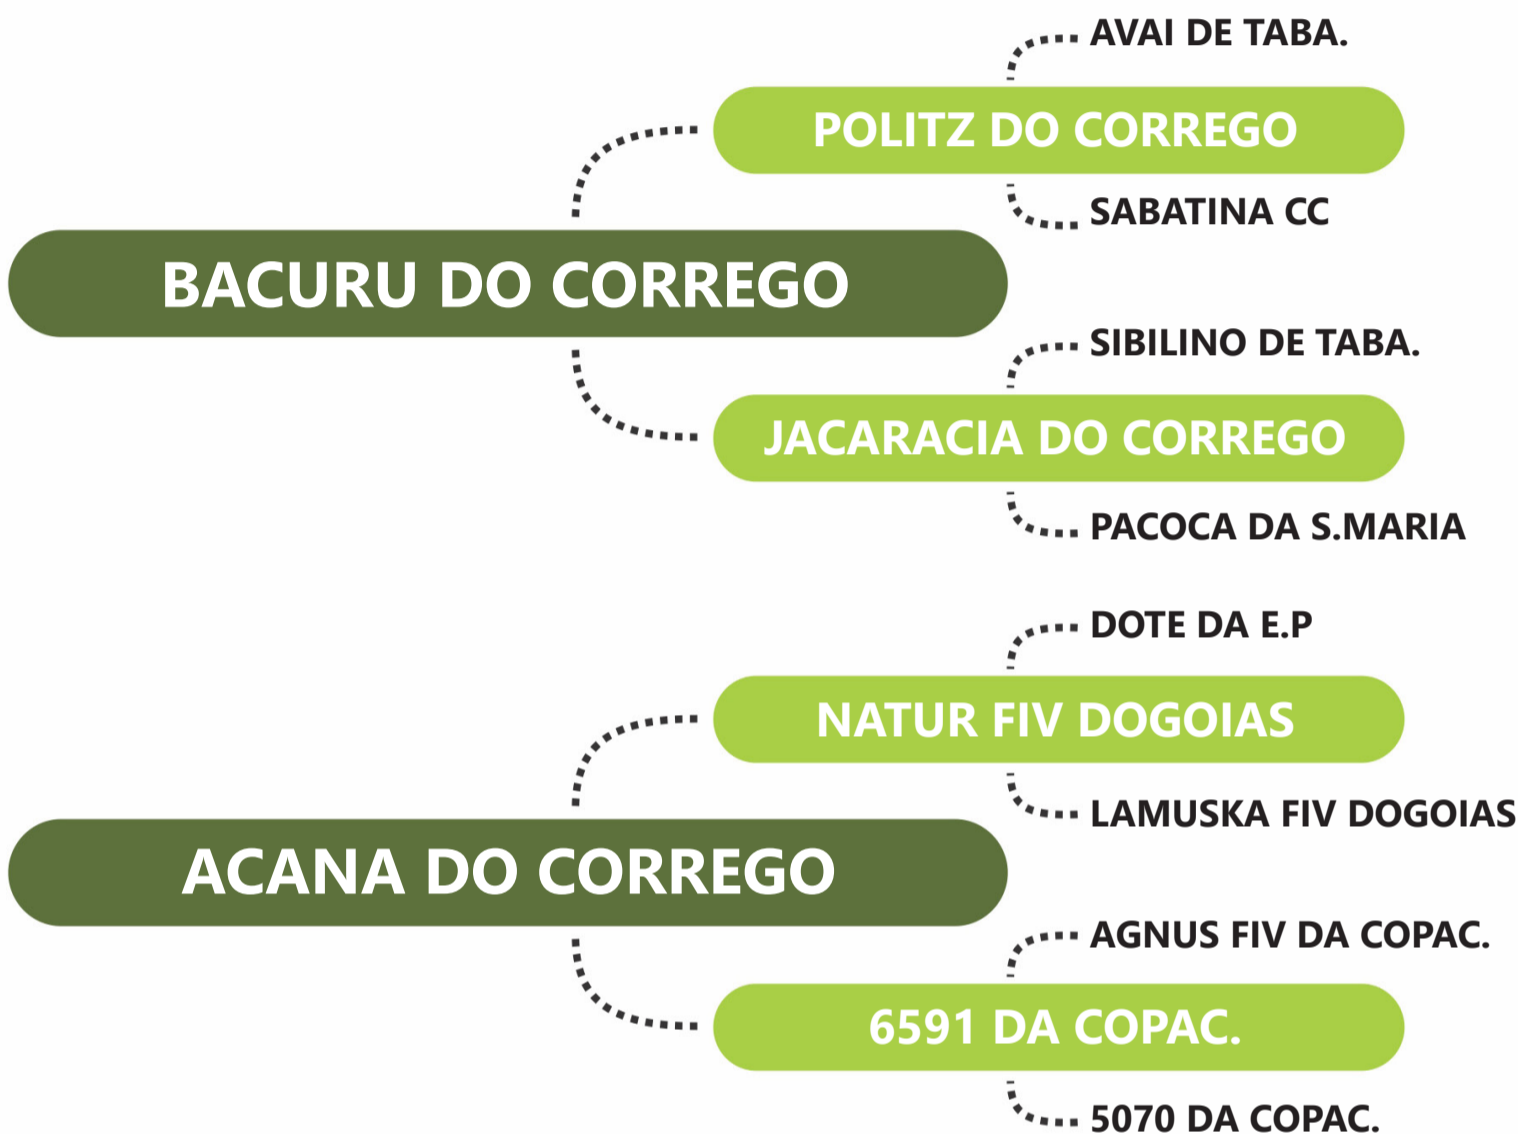 AVAI DE TABA.
POLITZ DO CORREGO
SABATINA CC
BACURU DO CORREGO
SIBILINO DE TABA.
JACARACIA DO CORREGO
PACOCA DA S.MARIA
DOTE DA E.P
NATUR FIV DOGOIAS
LAMUSKA FIV DOGOIAS
ACANA DO CORREGO
AGNUS FIV DA COPAC.
6591 DA COPAC.
5070 DA COPAC.